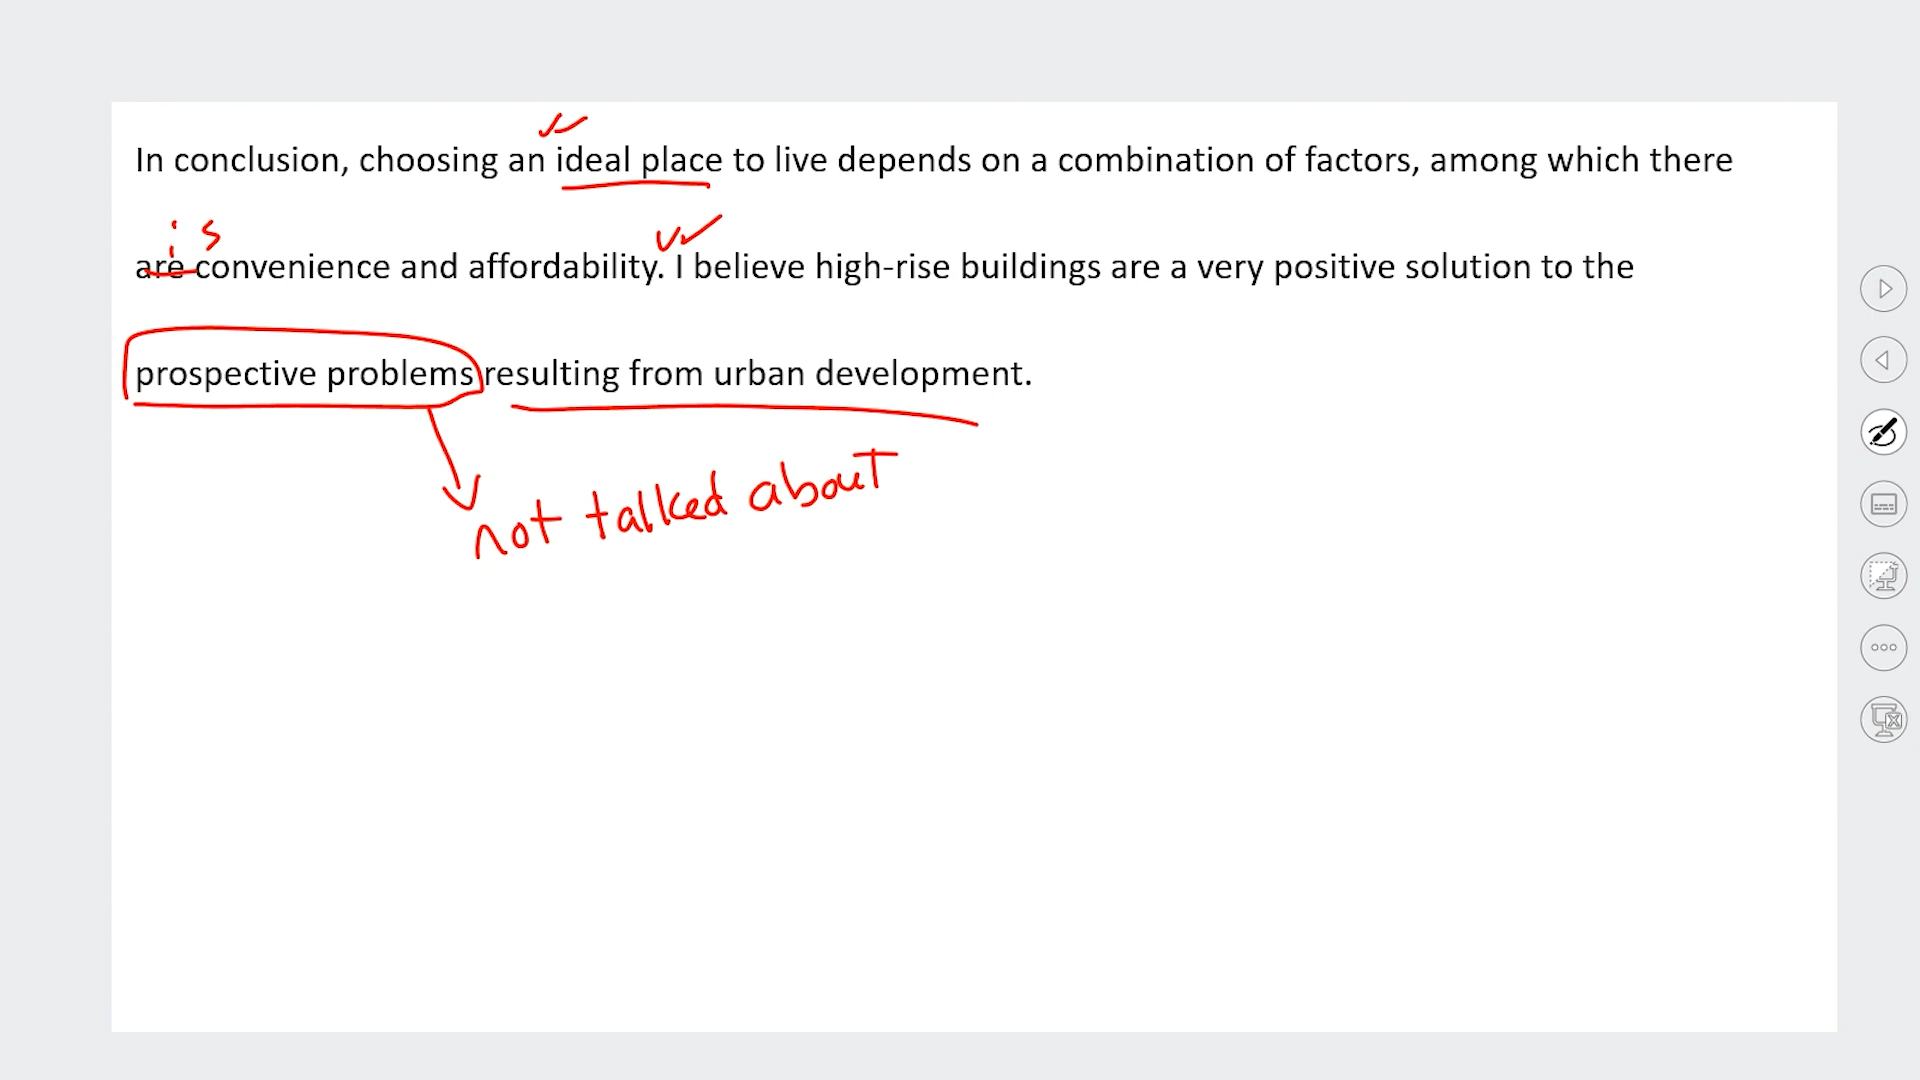 In conclusion, choosing an ideal place to live depends on a combination of factors, among which there
is
are convenience and affordability. I believe high-rise buildings are a very positive solution to the
prospective problems resulting from urban development.
not talked about